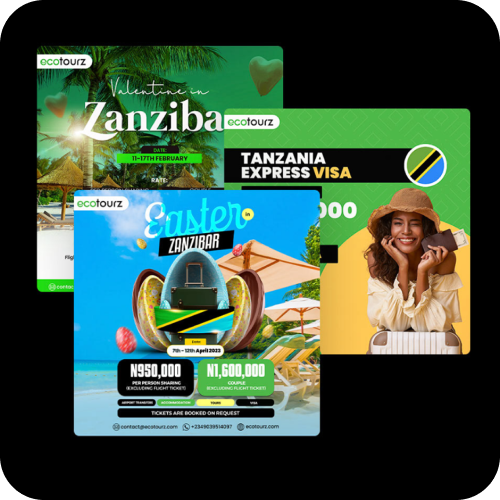 ecotourz
Valentine in
Zanziba
DATE:
11-17TH FEBRUARY
RATE:
ecotourz
TANZANIA
EXPRESS VISA
000
ecotourz
Easter
in
ZANZIBAR
7th - 12th April 2023
N950,000
PER PERSON SHARING
(EXCLUDING FLIGHT TICKET)
N1,600,000
COUPLE
(EXCLUDING FLIGHT TICKET)
AIRPORT TRANSFER
ACCOMMODATION
TOURS
VISA
TICKETS ARE BOOKED ON REQUEST
contact@ecotourz.com
+2349039514097
ecotourz.com